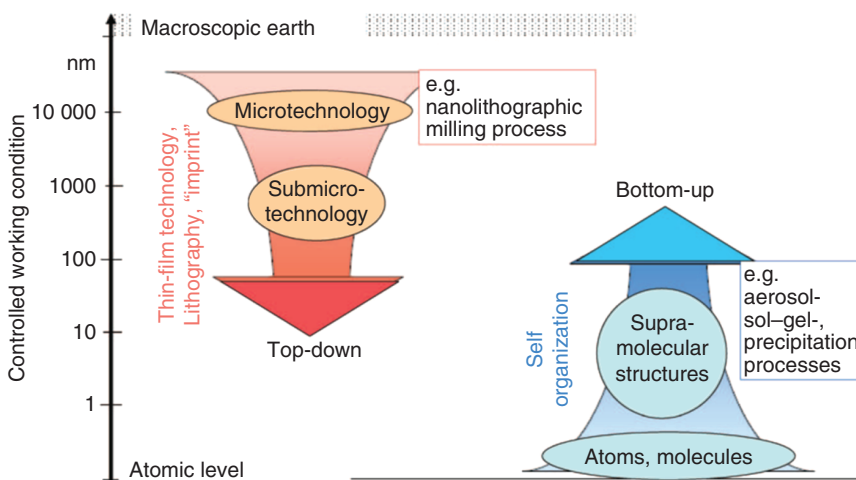 Macroscopic earth
nm
10 000
1000
100
10
1
Controlled working condition
Atomic level
Thin-film technology,
Lithography, “imprint”
Microtechnology
Submicro-
technology
Top-down
e.g.
nanolithographic
milling process
Bottom-up
Self
organization
Supra-
molecular
structures
Atoms, molecules
e.g.
aerosol-
sol–gel-,
precipitation
processes